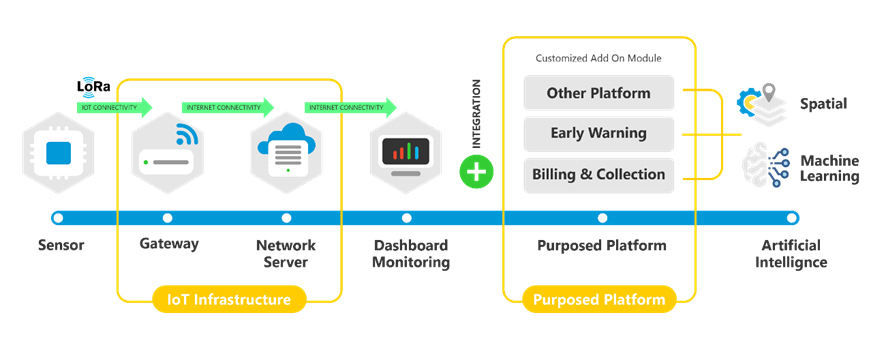 LoRa
IOT CONNECTIVITY
INTERNET CONNECTIVITY
INTERNET CONNECTIVITY
INTEGRATION
Customized Add On Module
Other Platform
Early Warning
Billing & Collection
Spatial
Machine
Learning
Sensor
Gateway
Network
Server
Dashboard
Monitoring
Purposed Platform
Artificial
Intellignce
IoT Infrastructure
Purposed Platform